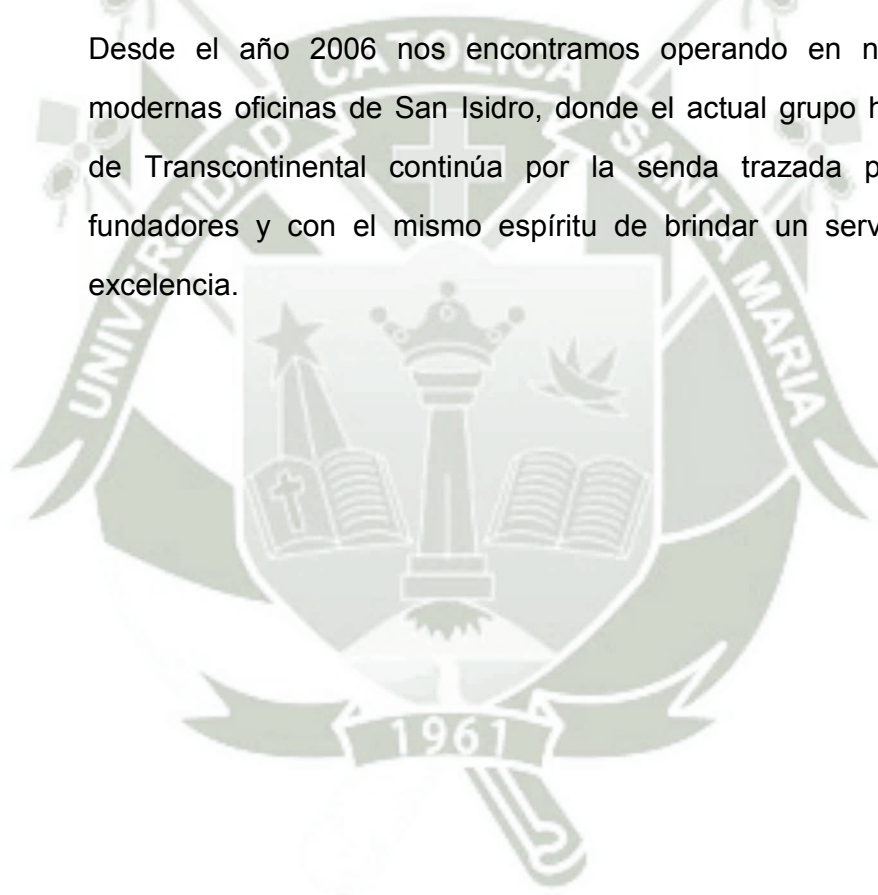 Desde el año 2006 nos encontramos operando en n
modernas oficinas de San Isidro, donde el actual grupo h
de Transcontinental continúa por la senda trazada p
fundadores y con el mismo espíritu de brindar un serv
excelencia.
UNIVERSIDAD CATOLICA SANTA MARIA
1961